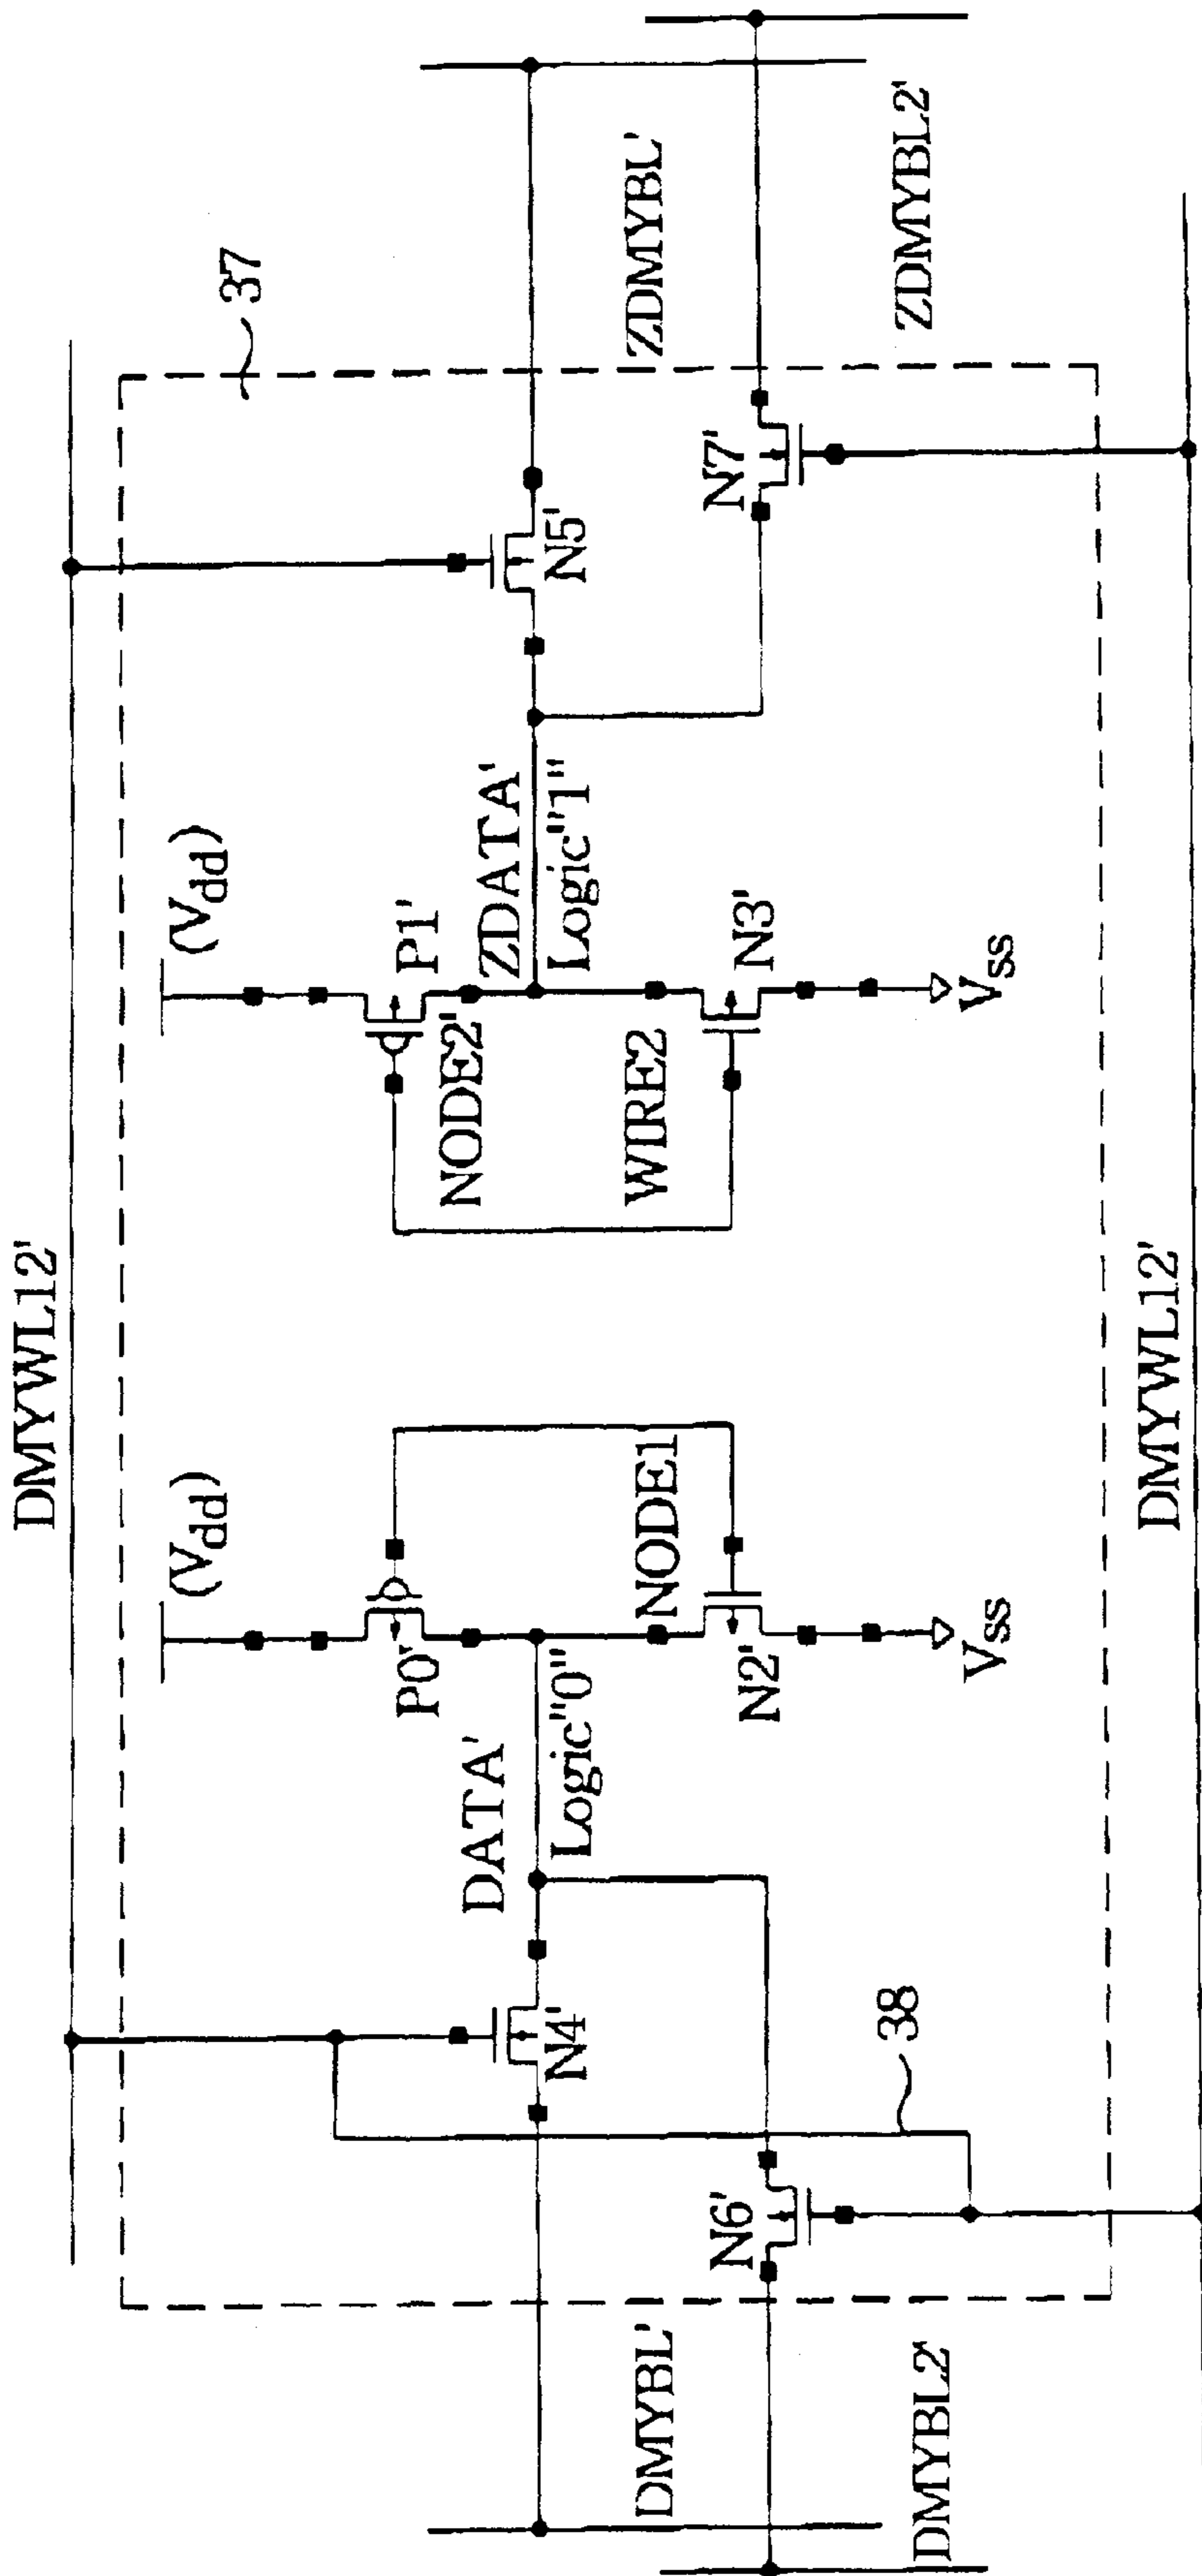 DMYWL12'
37
(Vdd)
(Vdd)
P0'
P1'
NODE2'
DATA'
Logic"0"
ZDATA'
Logic"1"
N4'
N5'
NODE1
WIRE2
N2'
N3'
N6'
N7'
38
Vss
Vss
DMYBL'
ZDMYBL'
DMYBL2'
ZDMYBL2'
DMYWL12'